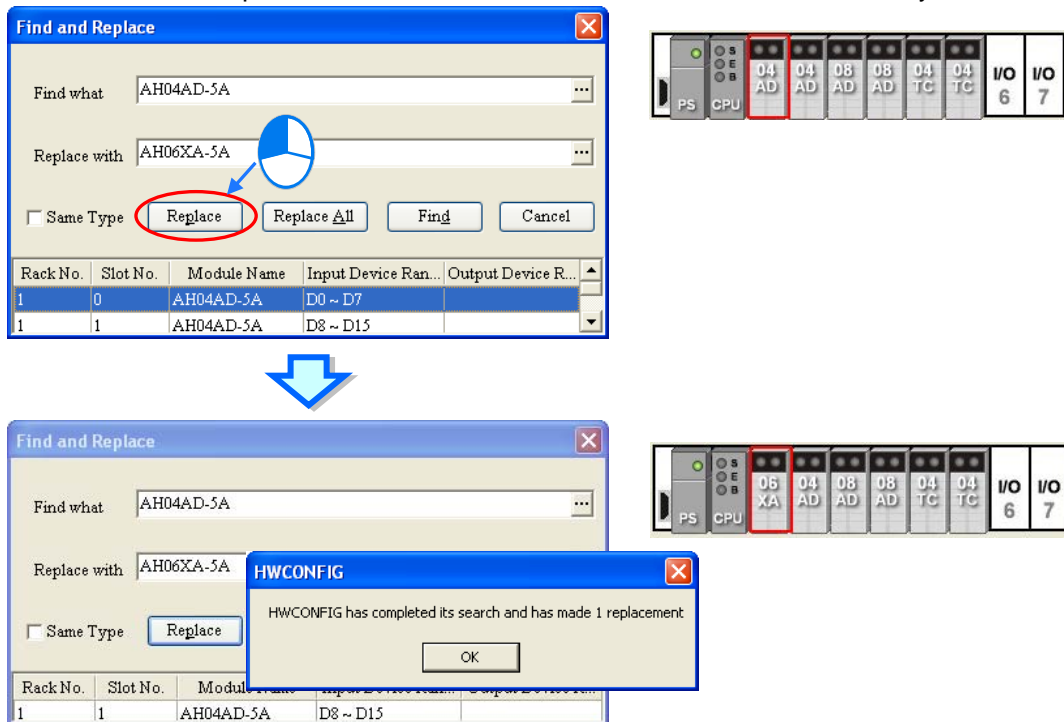 Find and Replace
Find what AH04AD-5A ...
Replace with AH06XA-5A ...
Same Type Replace Replace All Find Cancel
Rack No. Slot No. Module Name Input Device Ran... Output Device R...
1 0 AH04AD-5A D0 ~ D7
1 1 AH04AD-5A D8 ~ D15
PS CPU S E B 04 AD 04 AD 08 AD 08 AD 04 TC 04 TC I/O 6 I/O 7
Find and Replace
Find what AH04AD-5A ...
Replace with AH06XA-5A
Same Type Replace
HWCONFIG
HWCONFIG has completed its search and has made 1 replacement
OK
Rack No. Slot No.
1 1 AH04AD-5A D8 ~ D15
PS CPU S E B 06 XA 04 AD 08 AD 08 AD 04 TC 04 TC I/O 6 I/O 7